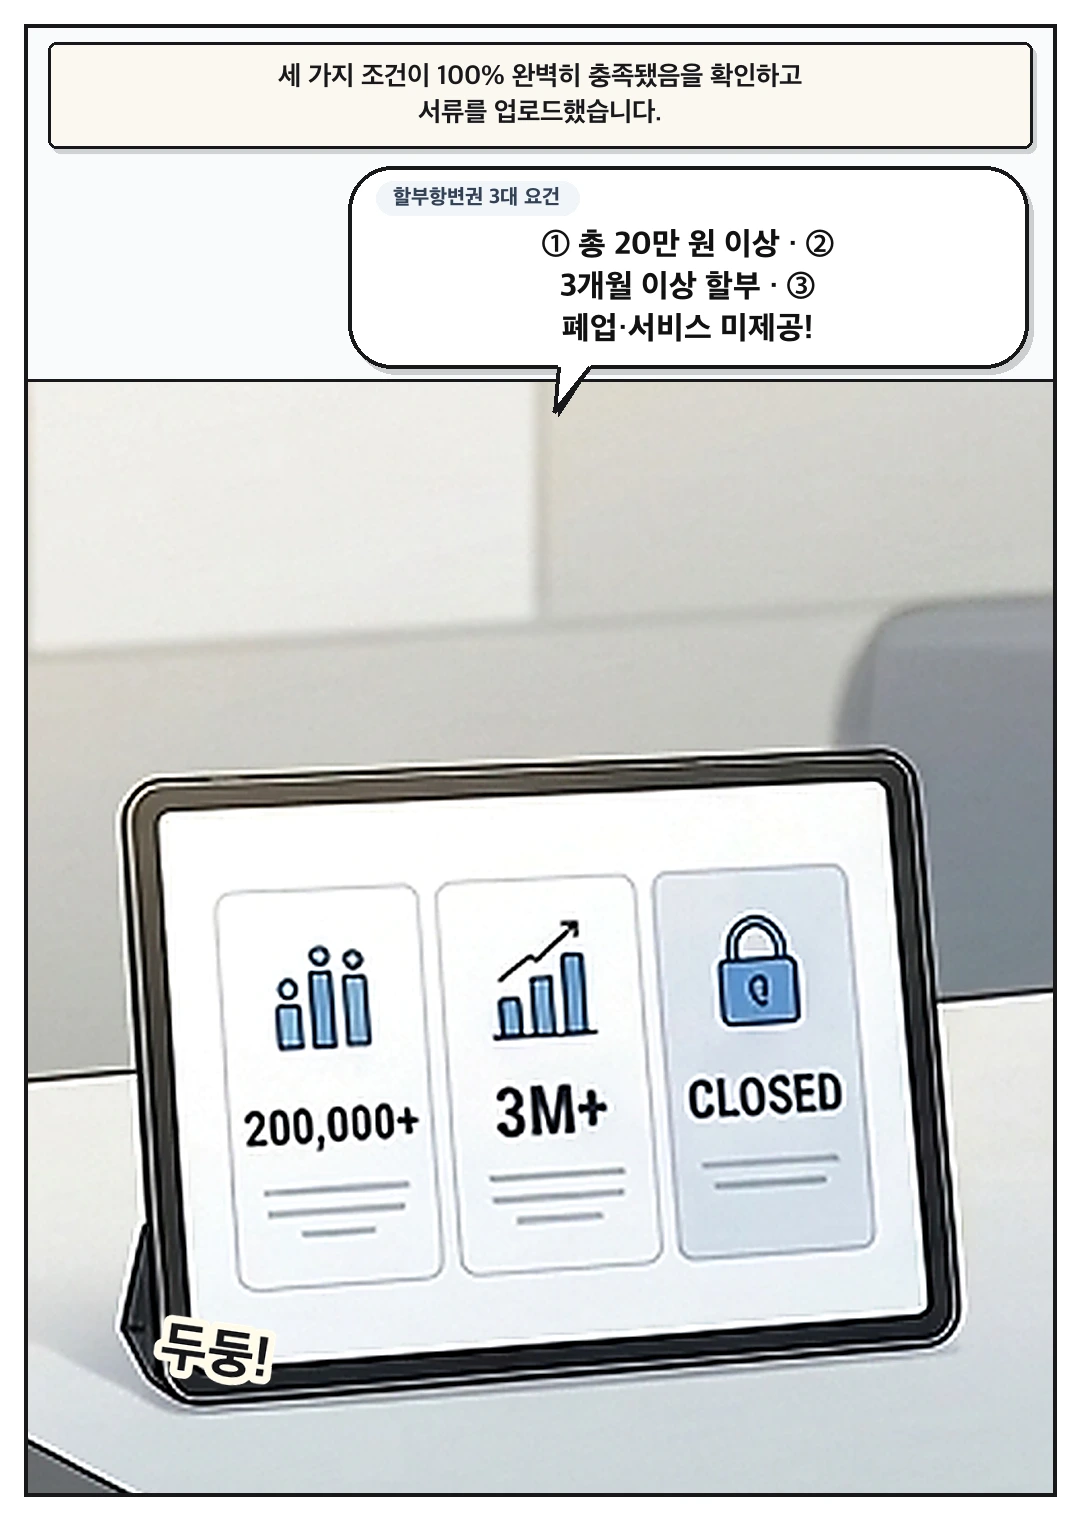 세 가지 조건이 100% 완벽히 충족됐음을 확인하고
서류를 업로드했습니다.
할부항변권 3대 요건
① 총 20만 원 이상 · ②
3개월 이상 할부 · ③
폐업·서비스 미제공!
200,000+
3M+
CLOSED
두둥!